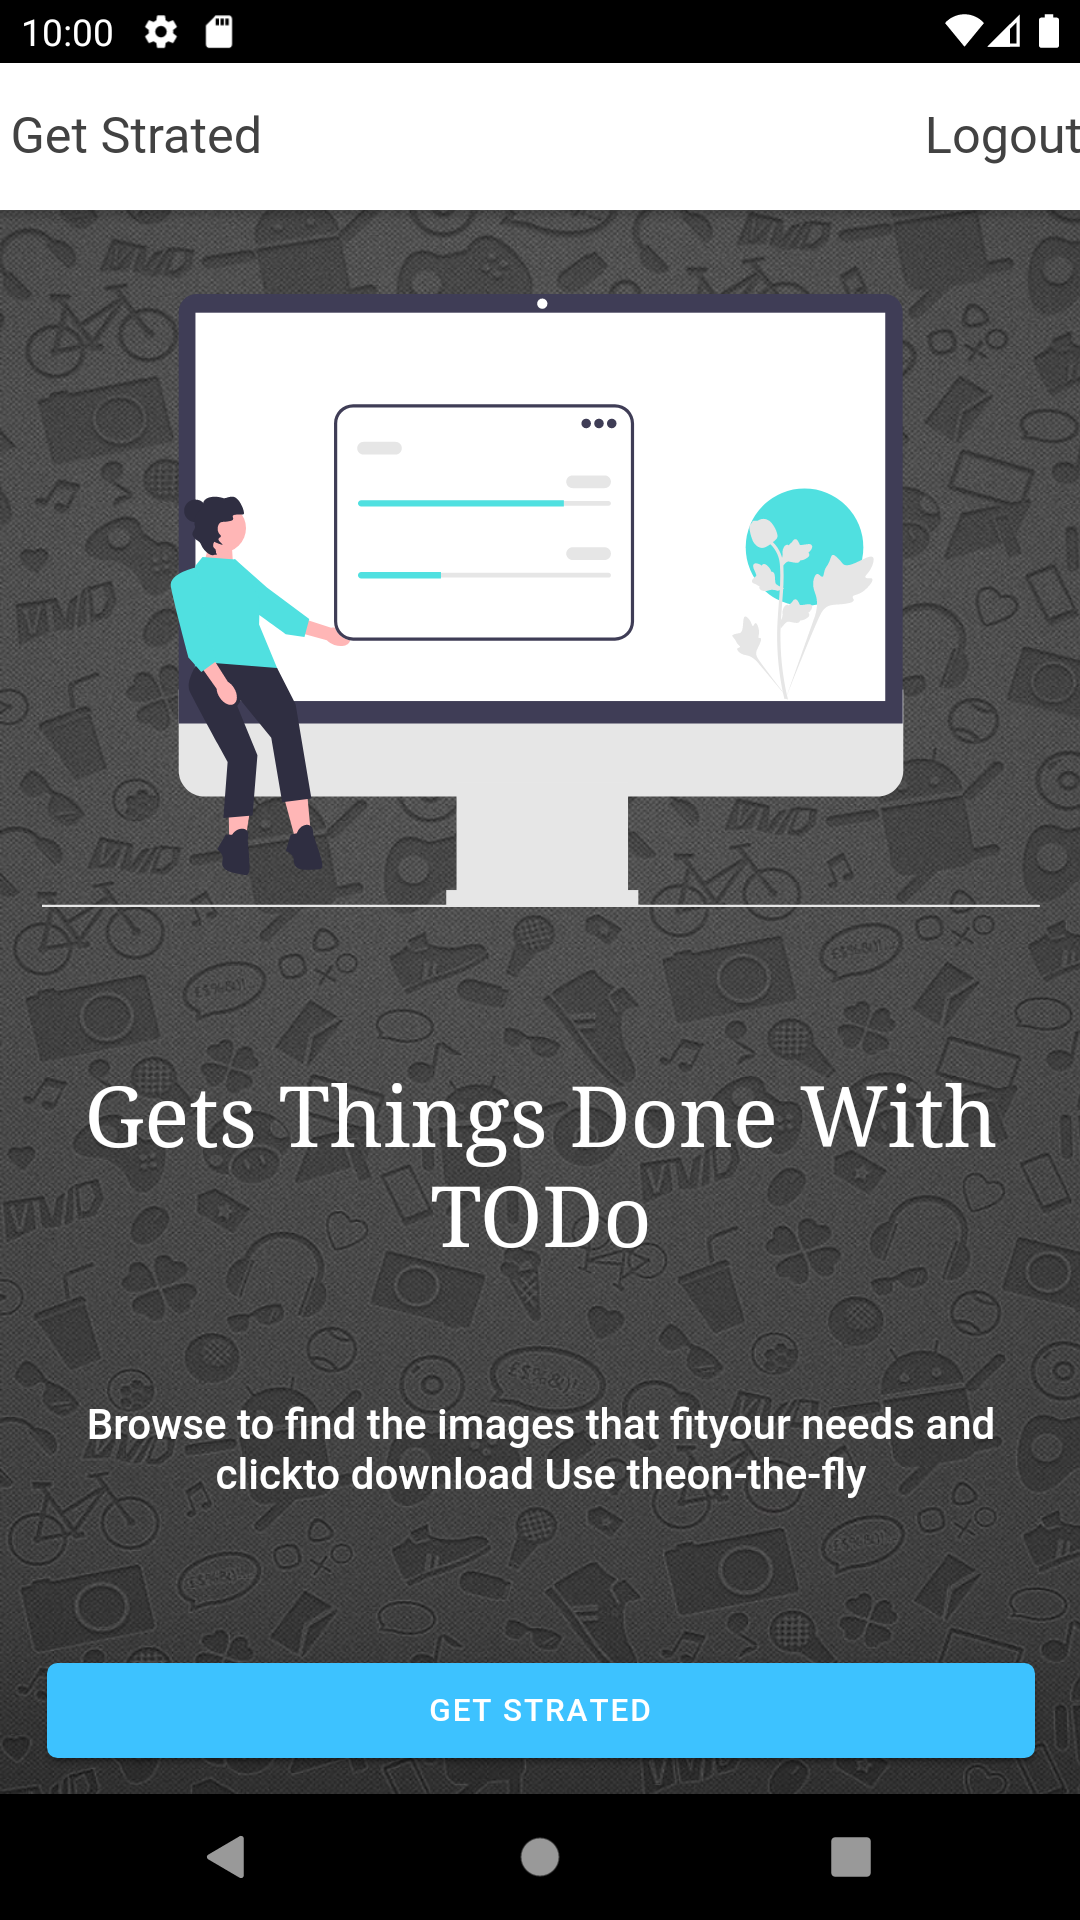 10:00
Get Strated
Logout
Gets Things Done With
TODo
Browse to find the images that fityour needs and
clickto download Use theon-the-fly
GET STRATED